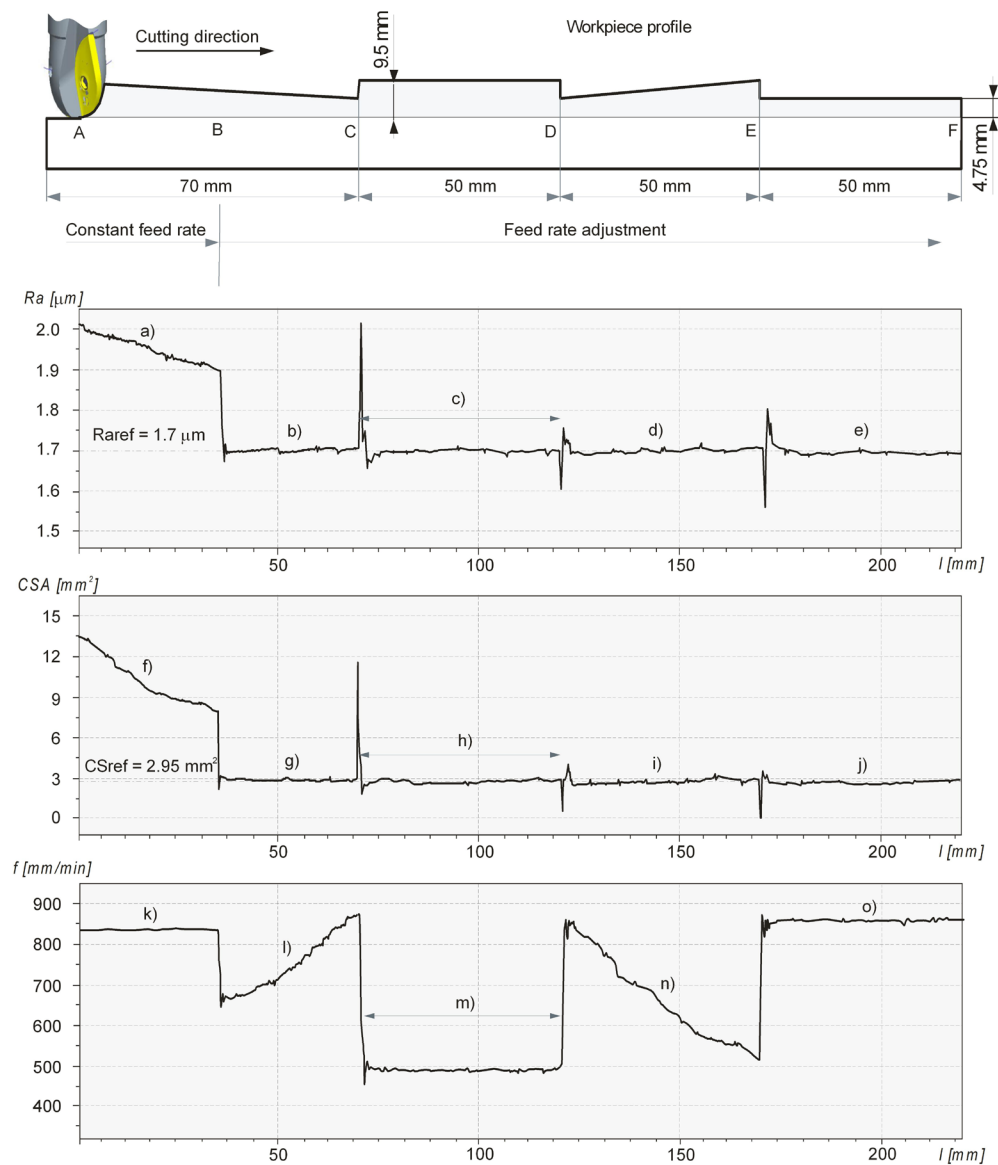 Cutting direction
Workpiece profile
9.5 mm
4.75 mm
A B C D E F
70 mm 50 mm 50 mm 50 mm
Constant feed rate Feed rate adjustment
Ra [μm]
2.0
1.9
1.8
1.7
1.6
1.5
a)
b)
c)
d)
e)
Raref = 1.7 μm
50 100 150 200 l [mm]
CSA [mm²]
15
12
9
6
3
0
f)
g)
h)
i)
j)
CSref = 2.95 mm²
50 100 150 200 l [mm]
f [mm/min]
900
800
700
600
500
400
k)
l)
m)
n)
o)
50 100 150 200 l [mm]